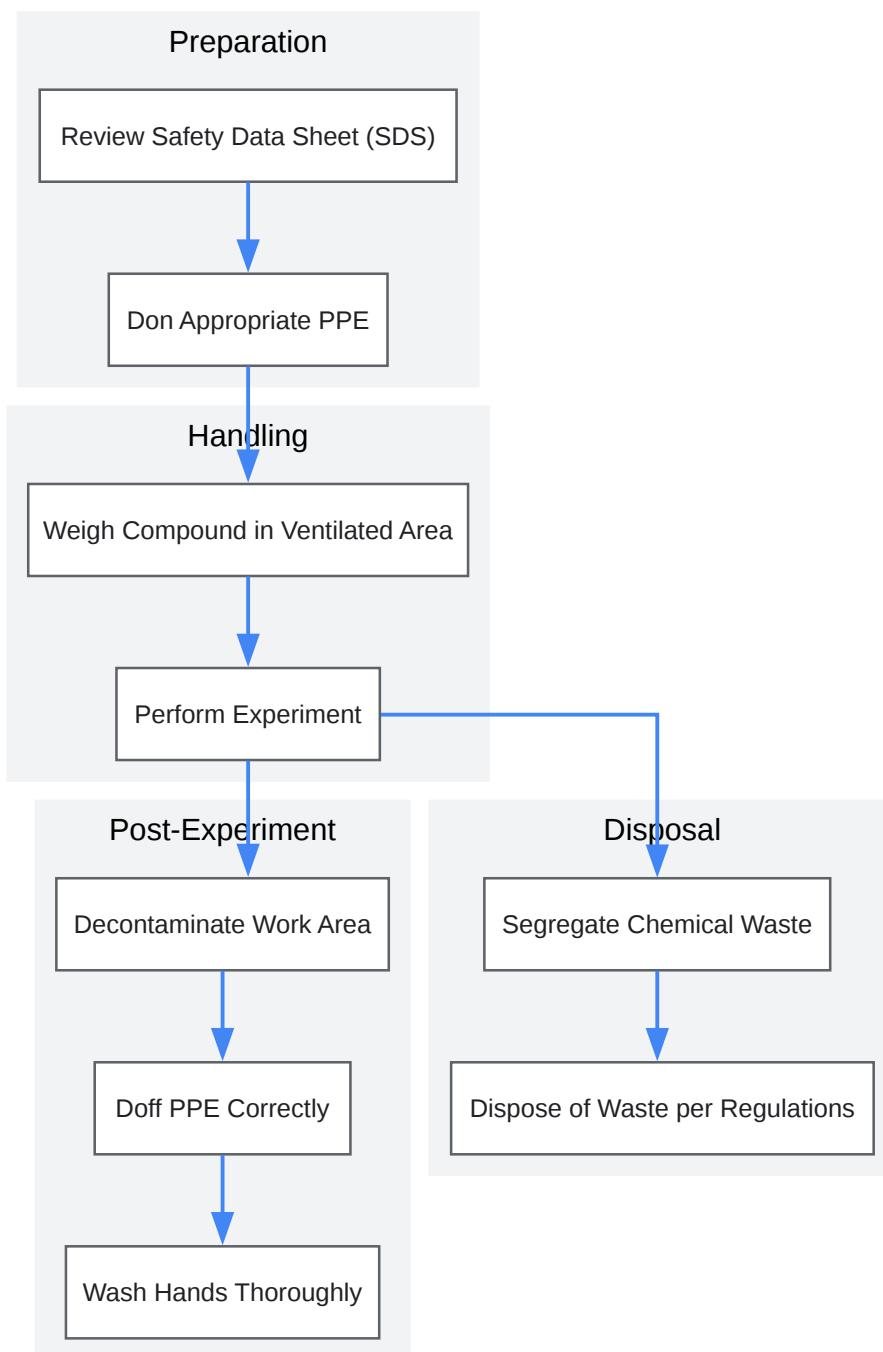 Preparation
Review Safety Data Sheet (SDS)
Don Appropriate PPE
Handling
Weigh Compound in Ventilated Area
Perform Experiment
Post-Experiment
Decontaminate Work Area
Doff PPE Correctly
Wash Hands Thoroughly
Disposal
Segregate Chemical Waste
Dispose of Waste per Regulations